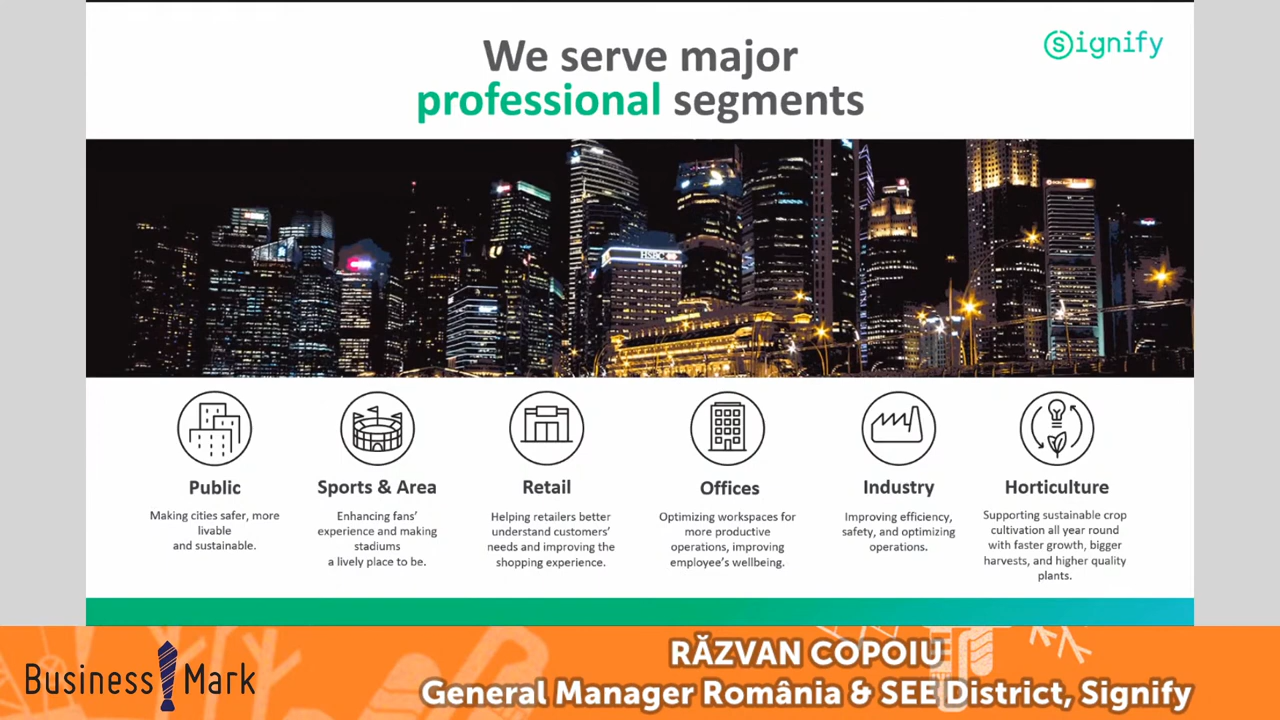 We serve major
professional segments
signify
HSBC
Public
Making cities safer, more
livable
and sustainable.
Sports & Area
Enhancing fans'
experience and making
stadiums
a lively place to be.
Retail
Helping retailers better
understand customers'
needs and improving the
shopping experience.
Offices
Optimizing workspaces for
more productive
operations, improving
employee's wellbeing.
Industry
Improving efficiency,
safety, and optimizing
operations.
Horticulture
Supporting sustainable crop
cultivation all year round
with faster growth, bigger
harvests, and higher quality
plants.
Business Mark
RĂZVAN COPOIU
General Manager România & SEE District, Signify